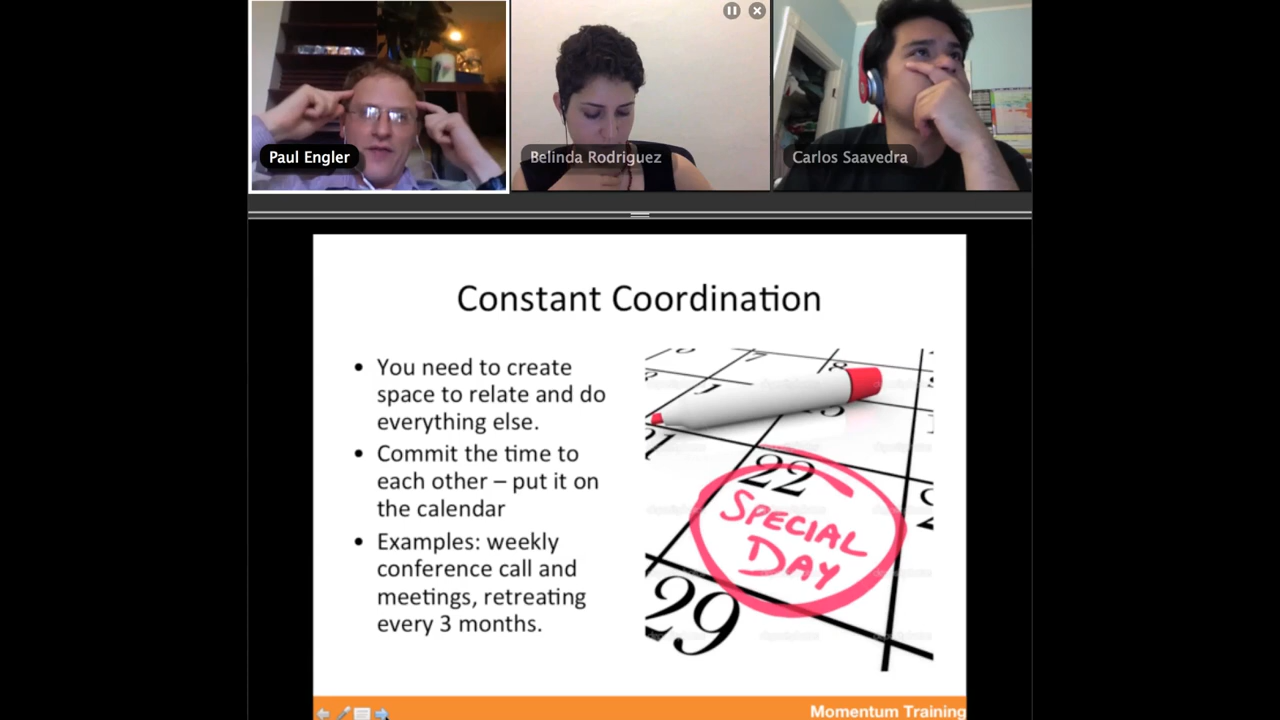 Paul Engler
Belinda Rodriguez
Carlos Saavedra
Constant Coordination
• You need to create
space to relate and do
everything else.
• Commit the time to
each other – put it on
the calendar
• Examples: weekly
conference call and
meetings, retreating
every 3 months.
7
8
22
SPECIAL
DAY
29
Momentum Training